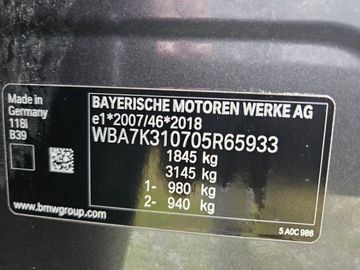 Made in
Germany
118i
B39
BAYERISCHE MOTOREN WERKE AG
e1*2007/46*2018
WBA7K310705R65933
1845 kg
3145 kg
1- 980 kg
2- 940 kg
www.bmwgroup.com
5 A0C 986